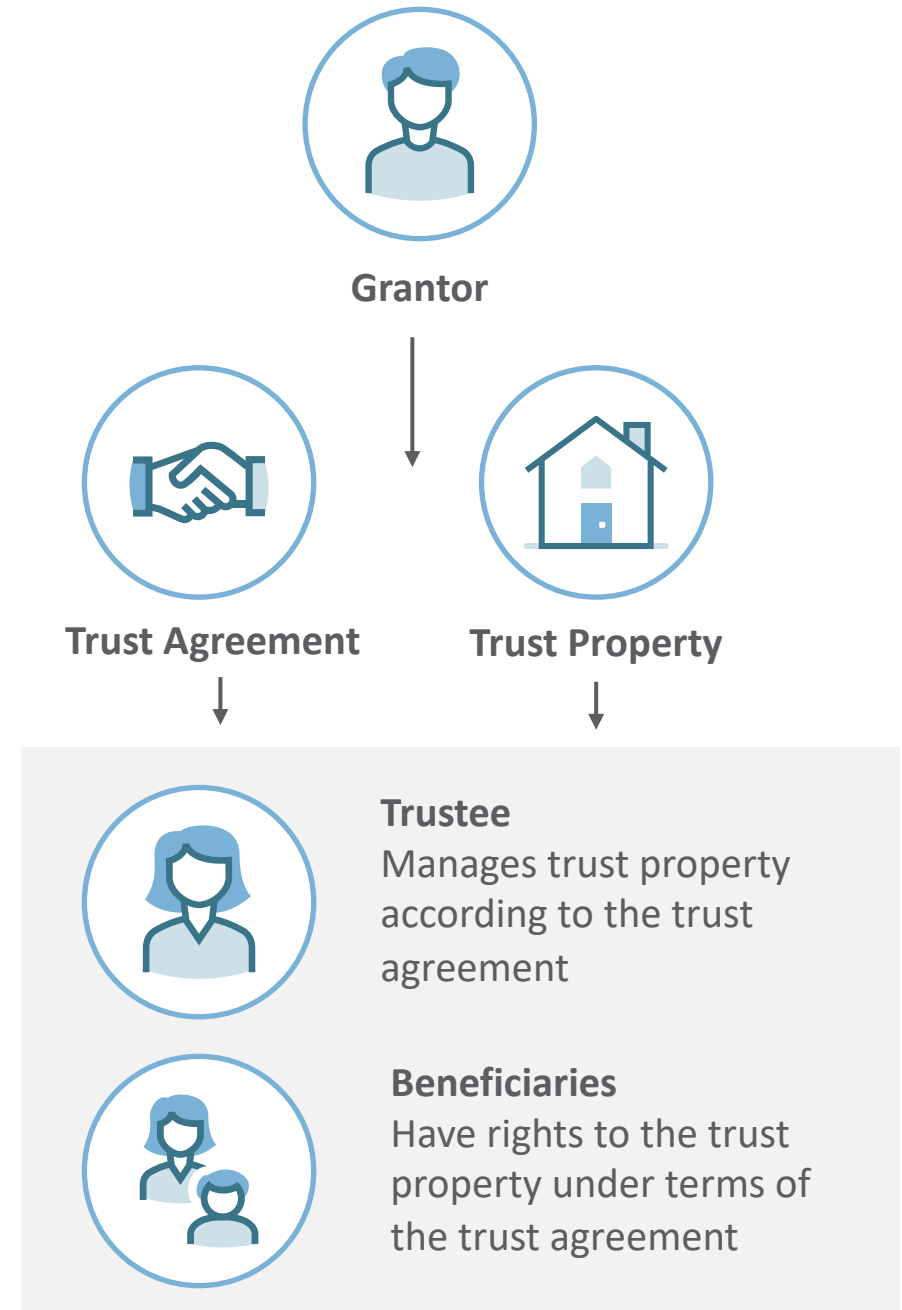 Grantor
Trust Agreement
Trust Property
Trustee
Manages trust property
according to the trust
agreement
Beneficiaries
Have rights to the trust
property under terms of
the trust agreement